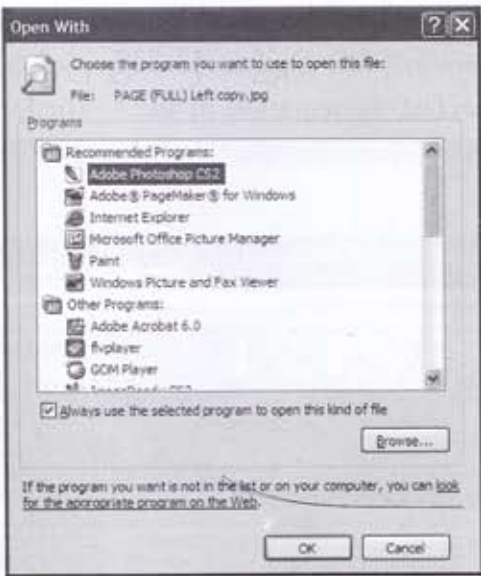 Open With
Choose the program you want to use to open this file:
File: PAGE (FULL) Left copy.jpg
Programs
Recommended Programs:
Adobe Photoshop CS2
Adobe® PageMaker® for Windows
Internet Explorer
Microsoft Office Picture Manager
Paint
Windows Picture and Fax Viewer
Other Programs:
Adobe Acrobat 6.0
flvplayer
GOM Player
ImageReady CS2
Always use the selected program to open this kind of file
Browse...
If the program you want is not in the list or on your computer, you can look
for the appropriate program on the Web.
OK
Cancel